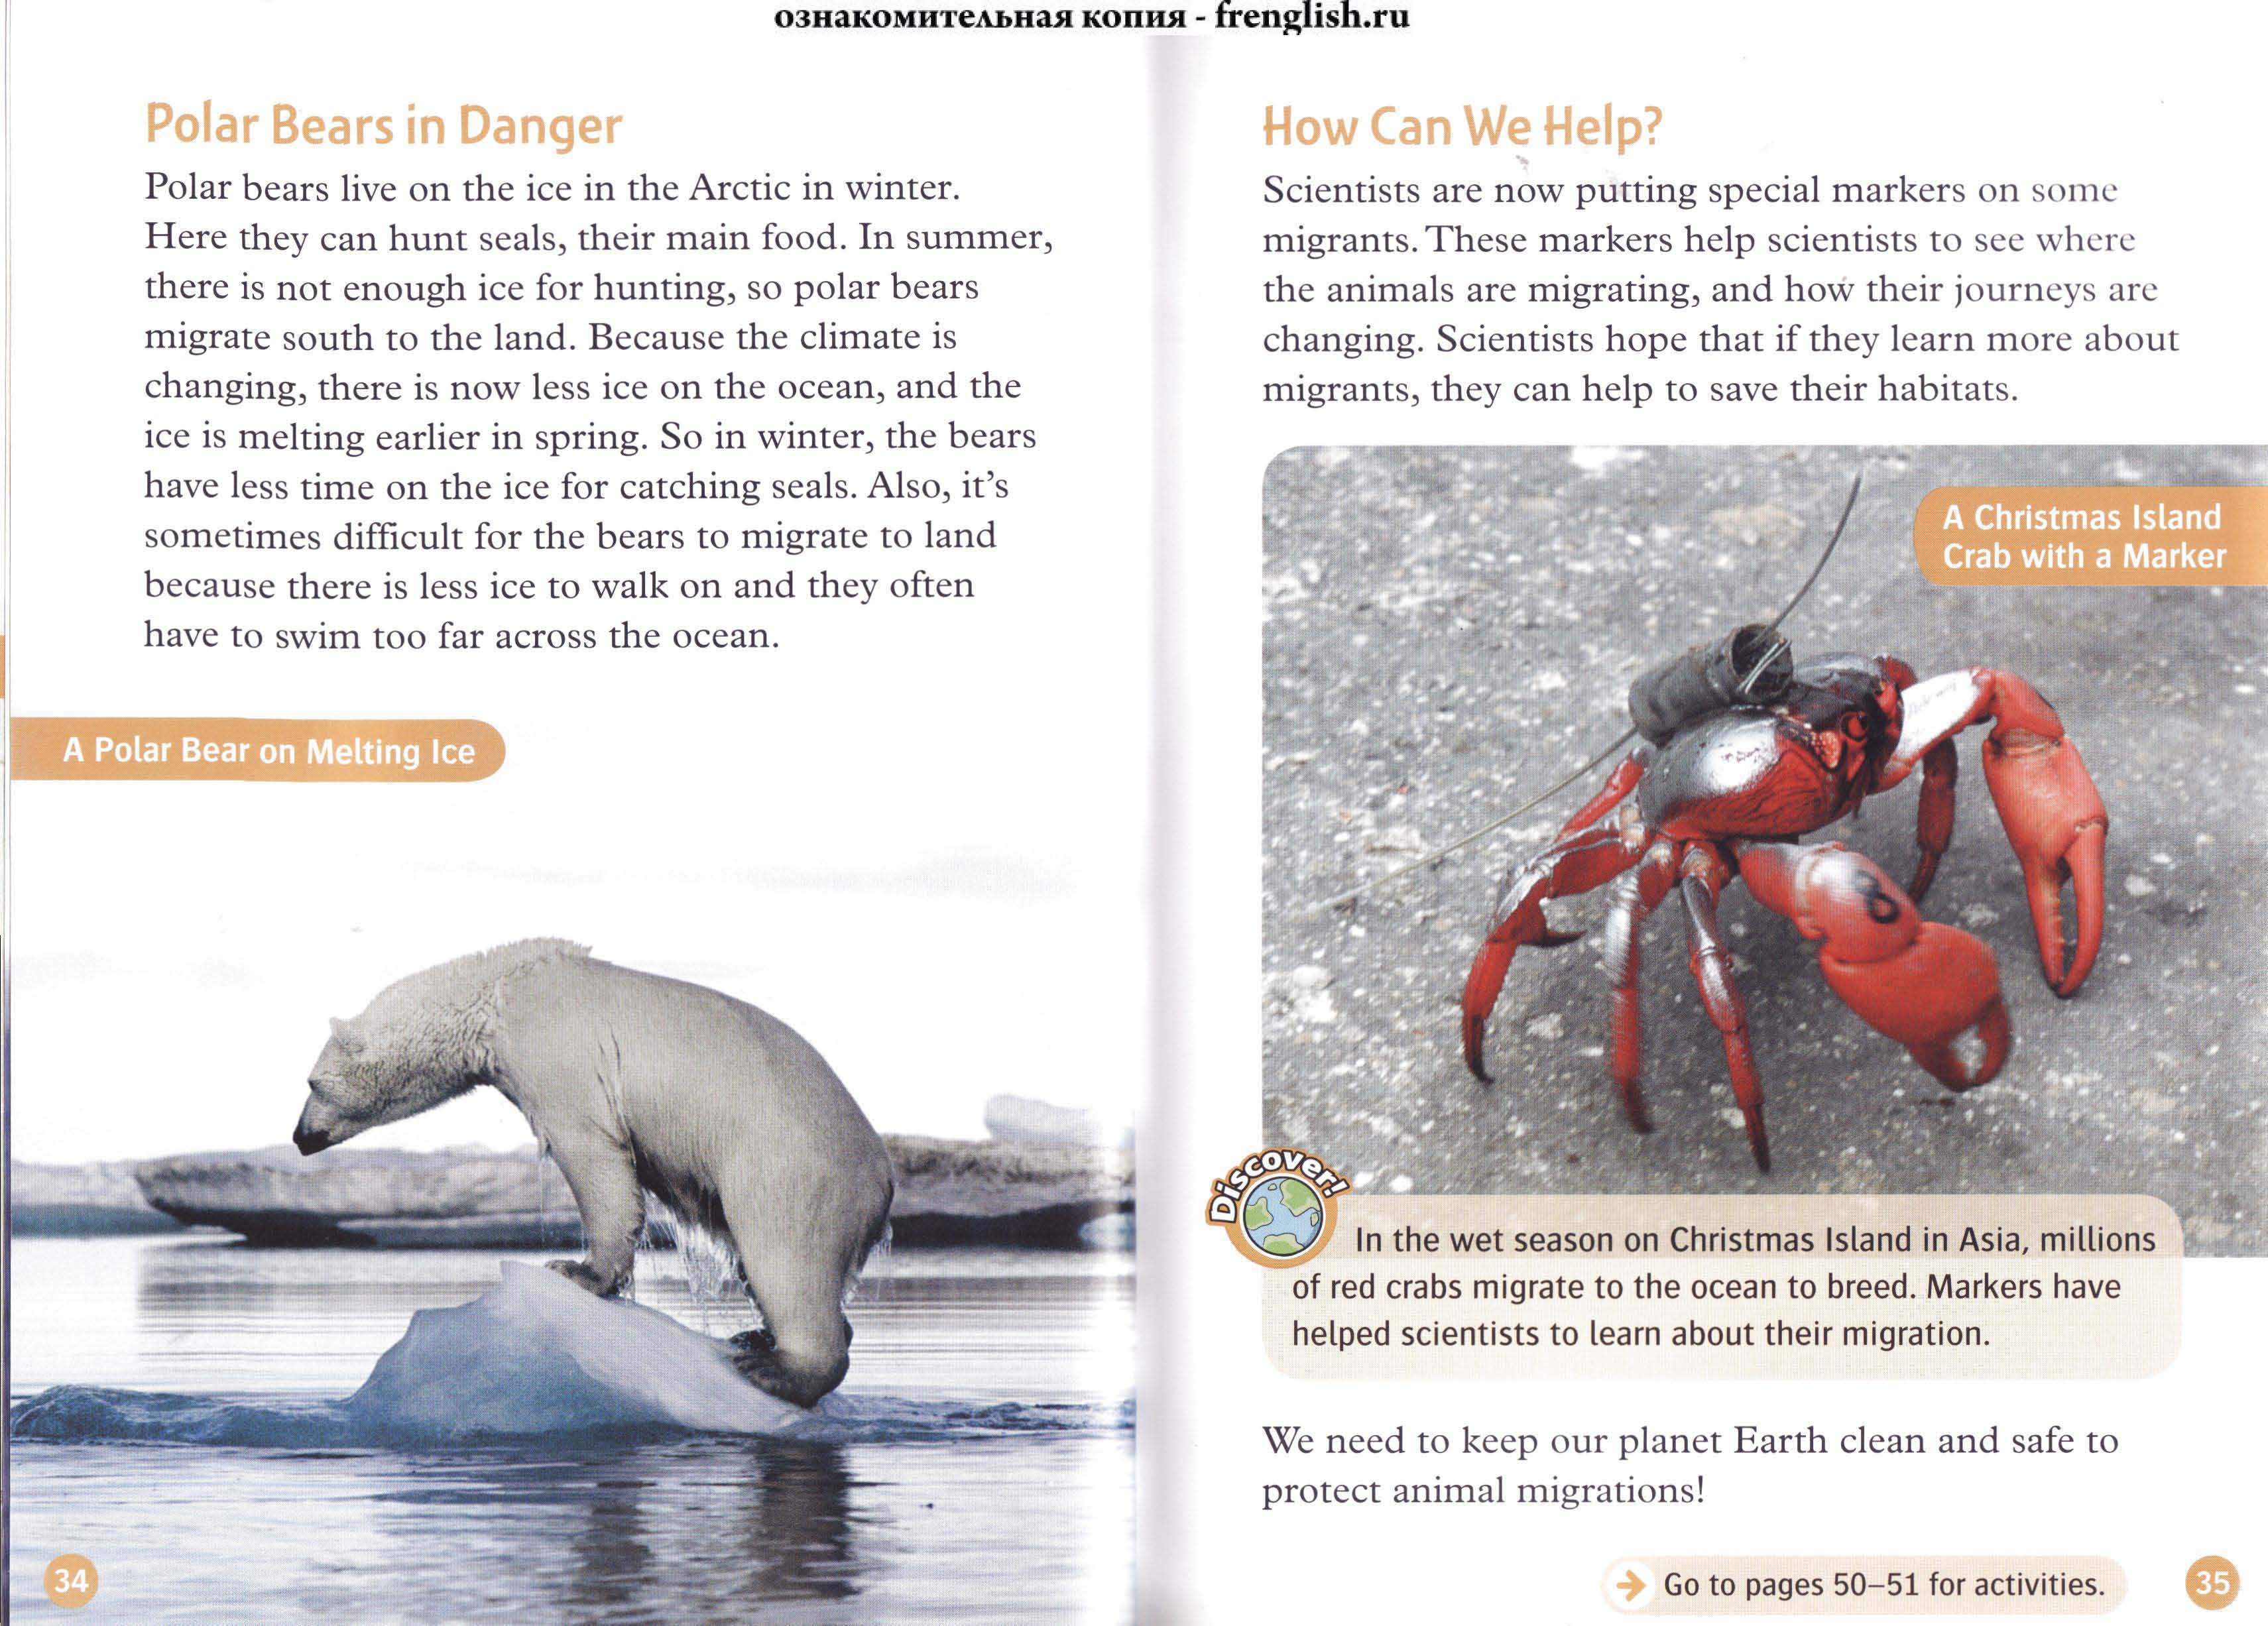 ознакомительная копия - frenglish.ru
Polar Bears in Danger
Polar bears live on the ice in the Arctic in winter.
Here they can hunt seals, their main food. In summer,
there is not enough ice for hunting, so polar bears
migrate south to the land. Because the climate is
changing, there is now less ice on the ocean, and the
ice is melting earlier in spring. So in winter, the bears
have less time on the ice for catching seals. Also, it's
sometimes difficult for the bears to migrate to land
because there is less ice to walk on and they often
have to swim too far across the ocean.
A Polar Bear on Melting Ice
34
How Can We Help?
Scientists are now putting special markers on some
migrants. These markers help scientists to see where
the animals are migrating, and how their journeys are
changing. Scientists hope that if they learn more about
migrants, they can help to save their habitats.
A Christmas Island
Crab with a Marker
8
Discover!
In the wet season on Christmas Island in Asia, millions
of red crabs migrate to the ocean to breed. Markers have
helped scientists to learn about their migration.
We need to keep our planet Earth clean and safe to
protect animal migrations!
Go to pages 50–51 for activities.
35